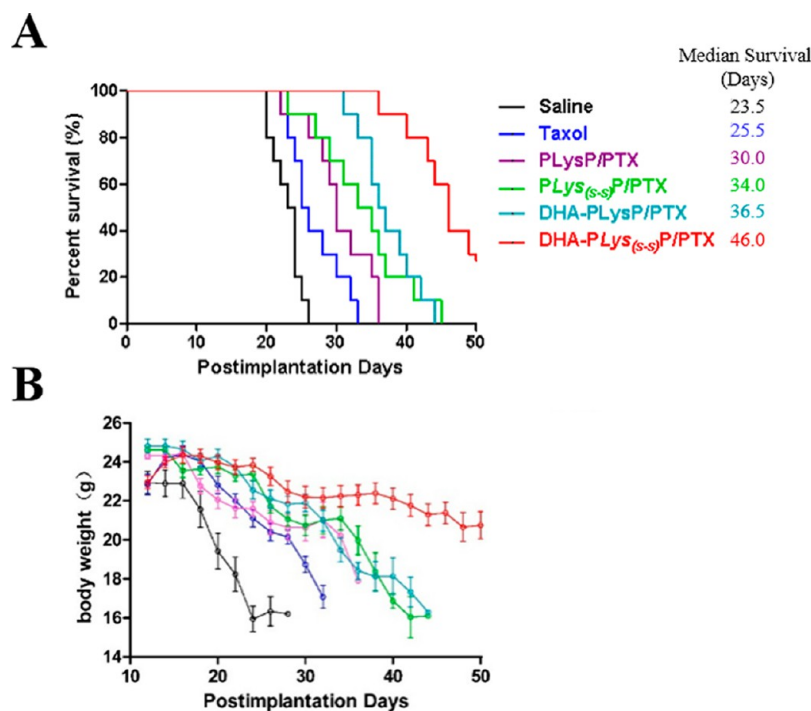 A
Median Survival
(Days)
Percent survival (%)
100
80
60
40
20
0
0
10
20
30
40
50
Postimplantation Days
Saline 23.5
Taxol 25.5
PLysP/PTX 30.0
PLys(s-s)P/PTX 34.0
DHA-PLysP/PTX 36.5
DHA-PLys(s-s)P/PTX 46.0
B
body weight (g)
26
24
22
20
18
16
14
10
20
30
40
50
Postimplantation Days